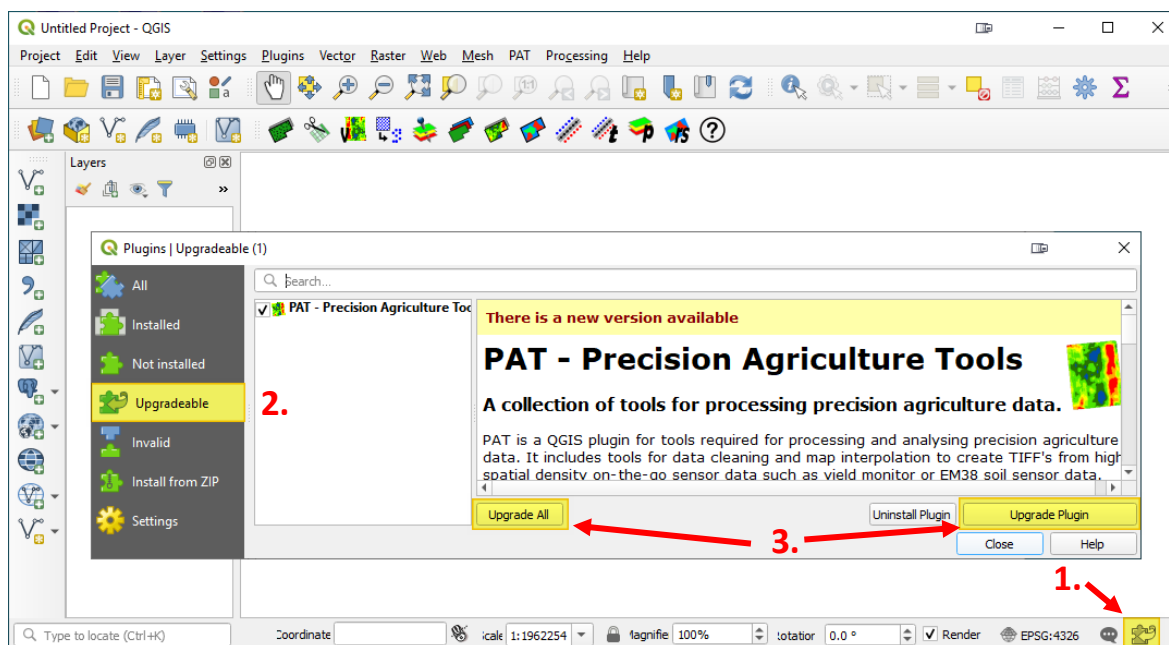 Untitled Project - QGIS
Project Edit View Layer Settings Plugins Vector Raster Web Mesh PAT Processing Help
Layers
Plugins | Upgradeable (1)
All
Installed
Not installed
Upgradeable
2.
Invalid
Install from ZIP
Settings
Search...
PAT - Precision Agriculture Too
There is a new version available
PAT - Precision Agriculture Tools
A collection of tools for processing precision agriculture data.
PAT is a QGIS plugin for tools required for processing and analysing precision agriculture
data. It includes tools for data cleaning and map interpolation to create TIFF's from high
spatial density on-the-go sensor data such as yield monitor or EM38 soil sensor data.
Upgrade All
Uninstall Plugin
Upgrade Plugin
3.
Close
Help
1.
Type to locate (Ctrl+K)
Coordinate
Scale 1:1962254
Magnifie 100%
Rotation 0.0 °
Render
EPSG:4326